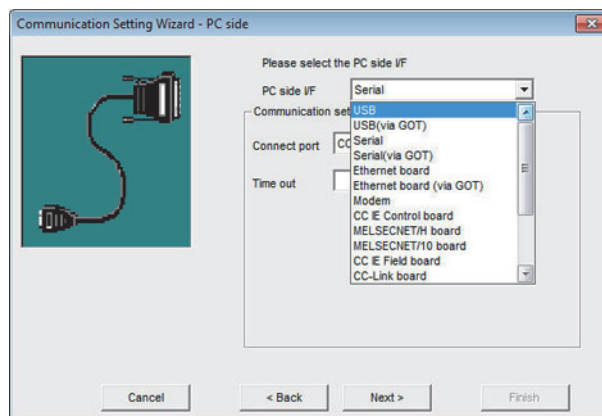 Communication Setting Wizard - PC side
Please select the PC side I/F
PC side I/F Serial
Communication set
USB
USB(via GOT)
Connect port CO
Serial
Serial(via GOT)
Ethernet board
Time out
Ethernet board (via GOT)
Modem
CC IE Control board
MELSECNET/H board
MELSECNET/10 board
CC IE Field board
CC-Link board
Cancel < Back Next > Finish